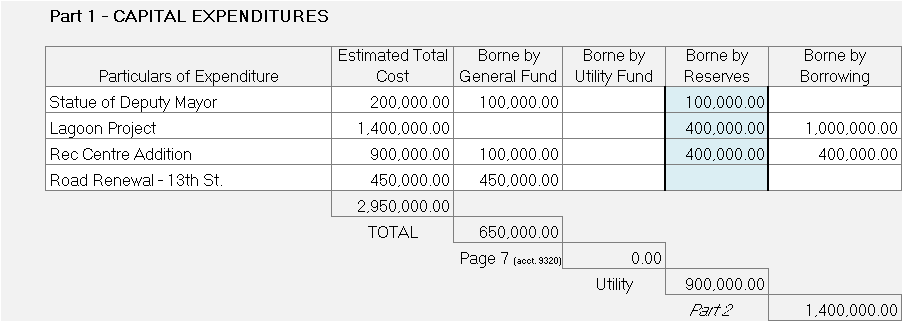 Part 1 - CAPITAL EXPENDITURES
Estimated Total Borne by Borne by Borne by Borne by
Particulars of Expenditure Cost General Fund Utility Fund Reserves Borrowing
Statue of Deputy Mayor 200,000.00 100,000.00 100,000.00
Lagoon Project 1,400,000.00 400,000.00 1,000,000.00
Rec Centre Addition 900,000.00 100,000.00 400,000.00 400,000.00
Road Renewal - 13th St. 450,000.00 450,000.00
2,950,000.00
TOTAL 650,000.00
Page 7 (acct. 9320) 0.00
Utility 900,000.00
Part 2 1,400,000.00